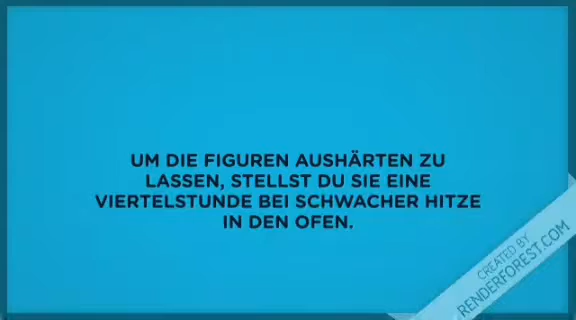 UM DIE FIGUREN AUSHÄRTEN ZU
LASSEN, STELLST DU SIE EINE
VIERTELSTUNDE BEI SCHWACHER HITZE
IN DEN OFEN.
CREATED BY
RENDERFOREST.COM